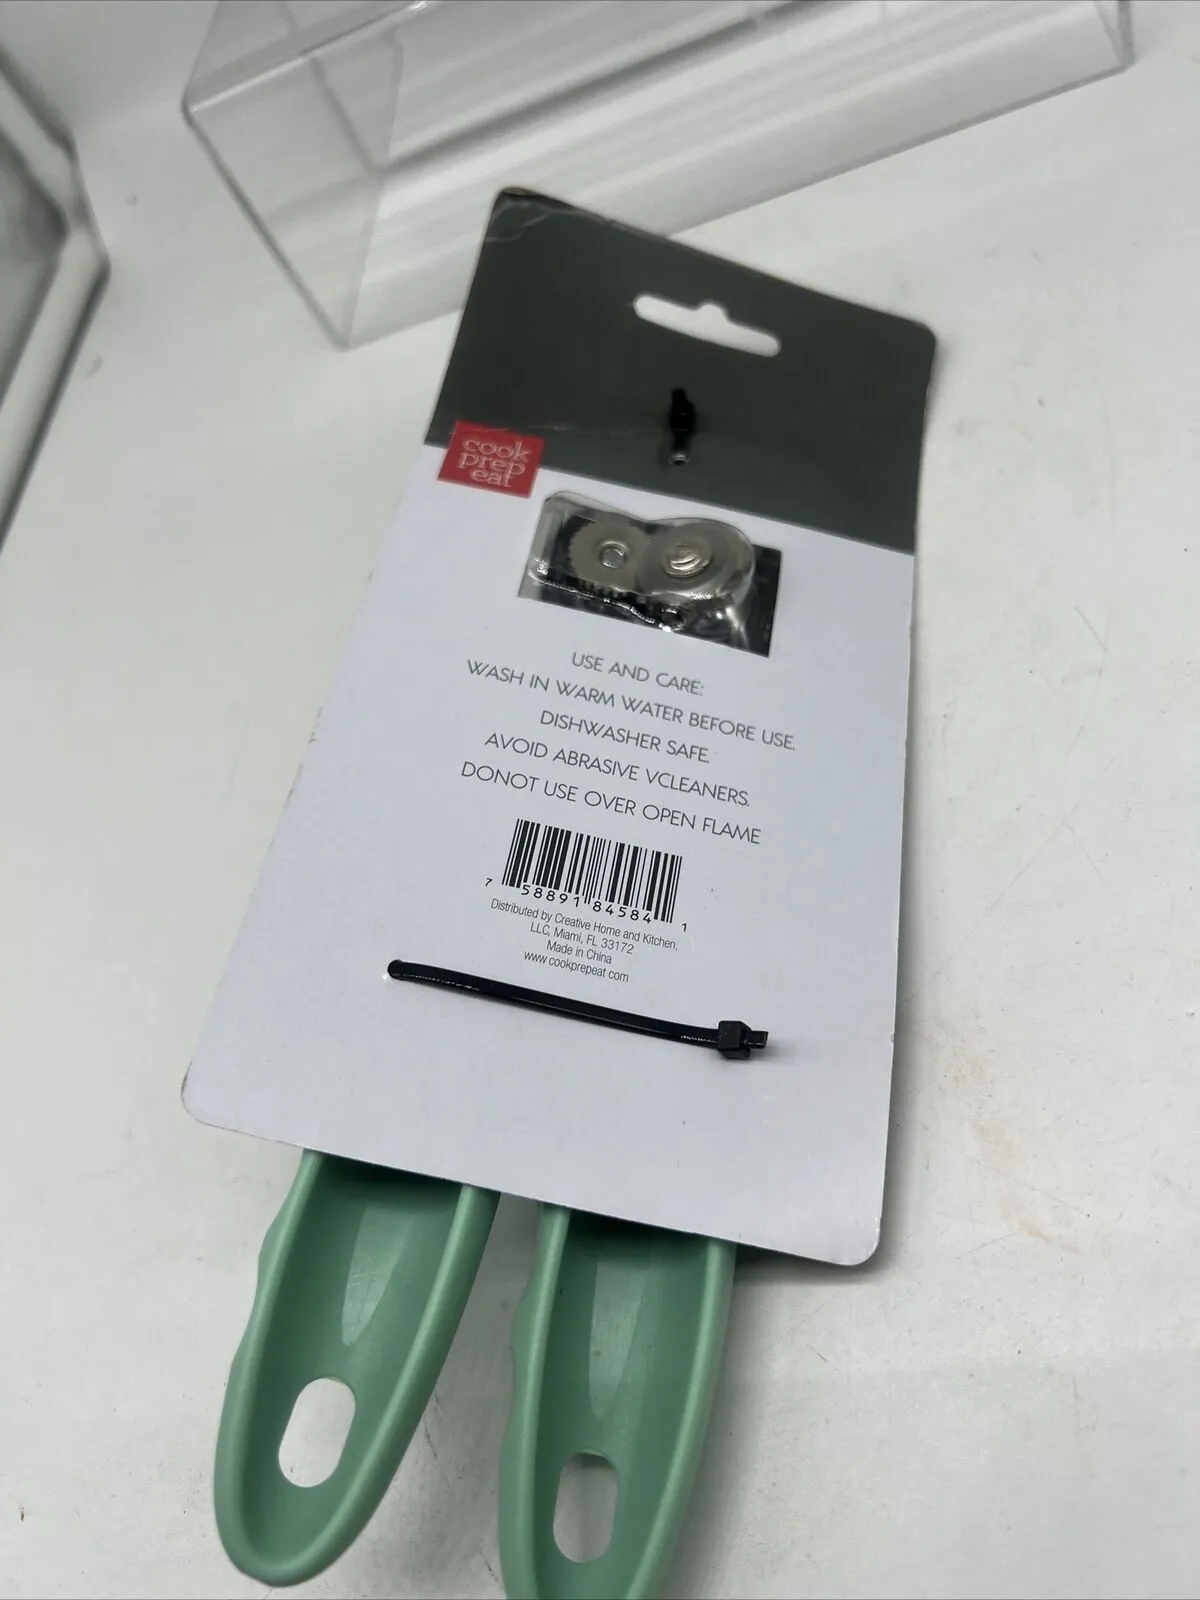 cook
prep
eat
USE AND CARE:
WASH IN WARM WATER BEFORE USE.
DISHWASHER SAFE.
AVOID ABRASIVE VCLEANERS.
DONOT USE OVER OPEN FLAME
7 58891 84584 1
Distributed by Creative Home and Kitchen,
LLC, Miami, FL 33172
Made in China
www.cookprepeat.com